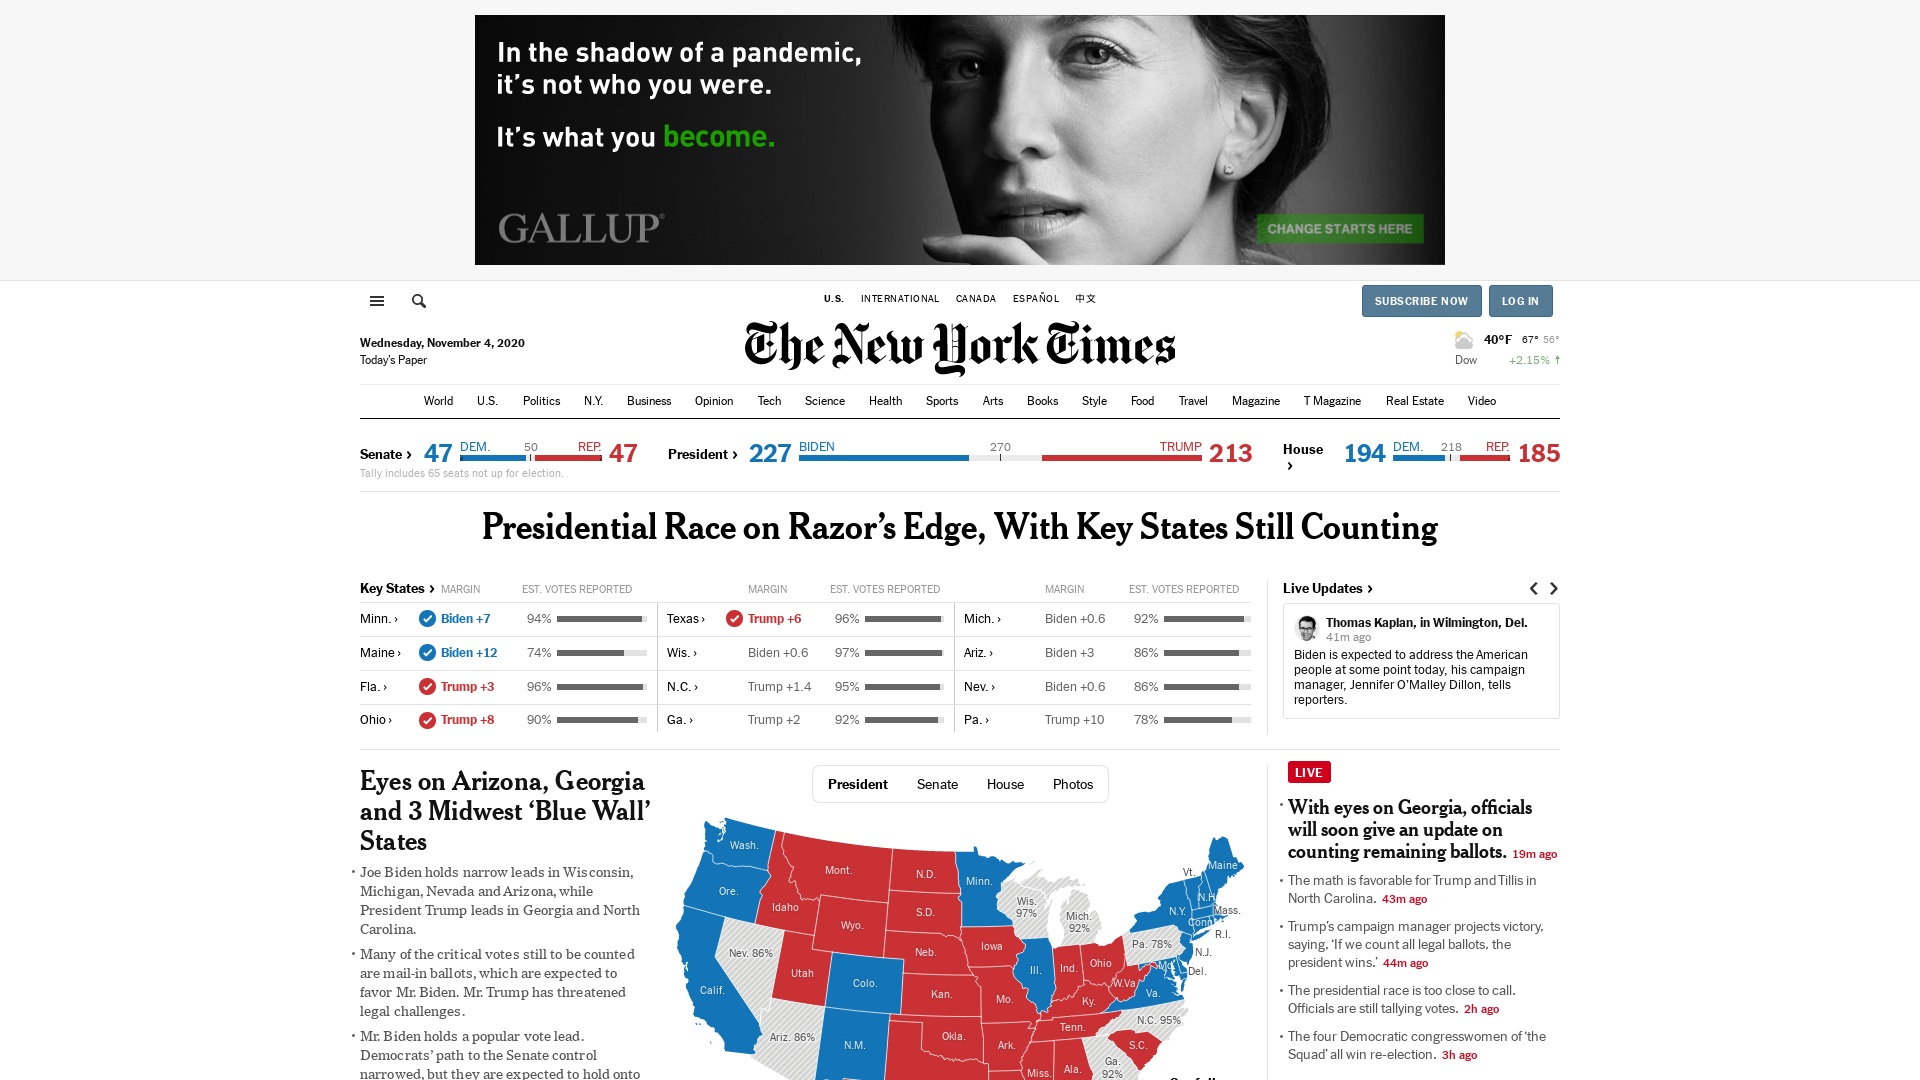 In the shadow of a pandemic,
it's not who you were.
It's what you become.
GALLUP®
CHANGE STARTS HERE
U.S. INTERNATIONAL CANADA ESPAÑOL 中文
SUBSCRIBE NOW LOG IN
Wednesday, November 4, 2020
Today's Paper
The New York Times
40°F 67° 56°
Dow +2.15% ↑
World U.S. Politics N.Y. Business Opinion Tech Science Health Sports Arts Books Style Food Travel Magazine T Magazine Real Estate Video
Senate › 47 DEM. 50 REP. 47
Tally includes 65 seats not up for election.
President › 227 BIDEN 270 TRUMP 213
House › 194 DEM. 218 REP. 185
Presidential Race on Razor's Edge, With Key States Still Counting
Key States › MARGIN EST. VOTES REPORTED MARGIN EST. VOTES REPORTED MARGIN EST. VOTES REPORTED
Minn. › Biden +7 94% Texas › Trump +6 96% Mich. › Biden +0.6 92%
Maine › Biden +12 74% Wis. › Biden +0.6 97% Ariz. › Biden +3 86%
Fla. › Trump +3 96% N.C. › Trump +1.4 95% Nev. › Biden +0.6 86%
Ohio › Trump +8 90% Ga. › Trump +2 92% Pa. › Trump +10 78%
Live Updates ›
Thomas Kaplan, in Wilmington, Del.
41m ago
Biden is expected to address the American
people at some point today, his campaign
manager, Jennifer O'Malley Dillon, tells
reporters.
Eyes on Arizona, Georgia
and 3 Midwest 'Blue Wall'
States
• Joe Biden holds narrow leads in Wisconsin,
Michigan, Nevada and Arizona, while
President Trump leads in Georgia and North
Carolina.
• Many of the critical votes still to be counted
are mail-in ballots, which are expected to
favor Mr. Biden. Mr. Trump has threatened
legal challenges.
• Mr. Biden holds a popular vote lead.
Democrats' path to the Senate control
narrowed, but they are expected to hold onto
President Senate House Photos
Wash.
Mont.
N.D.
Minn.
Vt.
Maine
Ore.
Idaho
S.D.
Wis.
97%
Mich.
92%
N.Y.
N.H.
Mass.
Wyo.
Conn.
R.I.
Nev. 86%
Neb.
Iowa
Pa. 78%
N.J.
Utah
Colo.
Ill.
Ind.
Ohio
Md.
Del.
Calif.
Kan.
Mo.
W.Va.
Ky.
Va.
N.C. 95%
Ariz. 86%
N.M.
Okla.
Ark.
Tenn.
S.C.
Miss.
Ala.
Ga.
92%
LIVE
• With eyes on Georgia, officials
will soon give an update on
counting remaining ballots. 19m ago
• The math is favorable for Trump and Tillis in
North Carolina. 43m ago
• Trump's campaign manager projects victory,
saying, 'If we count all legal ballots, the
president wins.' 44m ago
• The presidential race is too close to call.
Officials are still tallying votes. 2h ago
• The four Democratic congresswomen of 'the
Squad' all win re-election. 3h ago